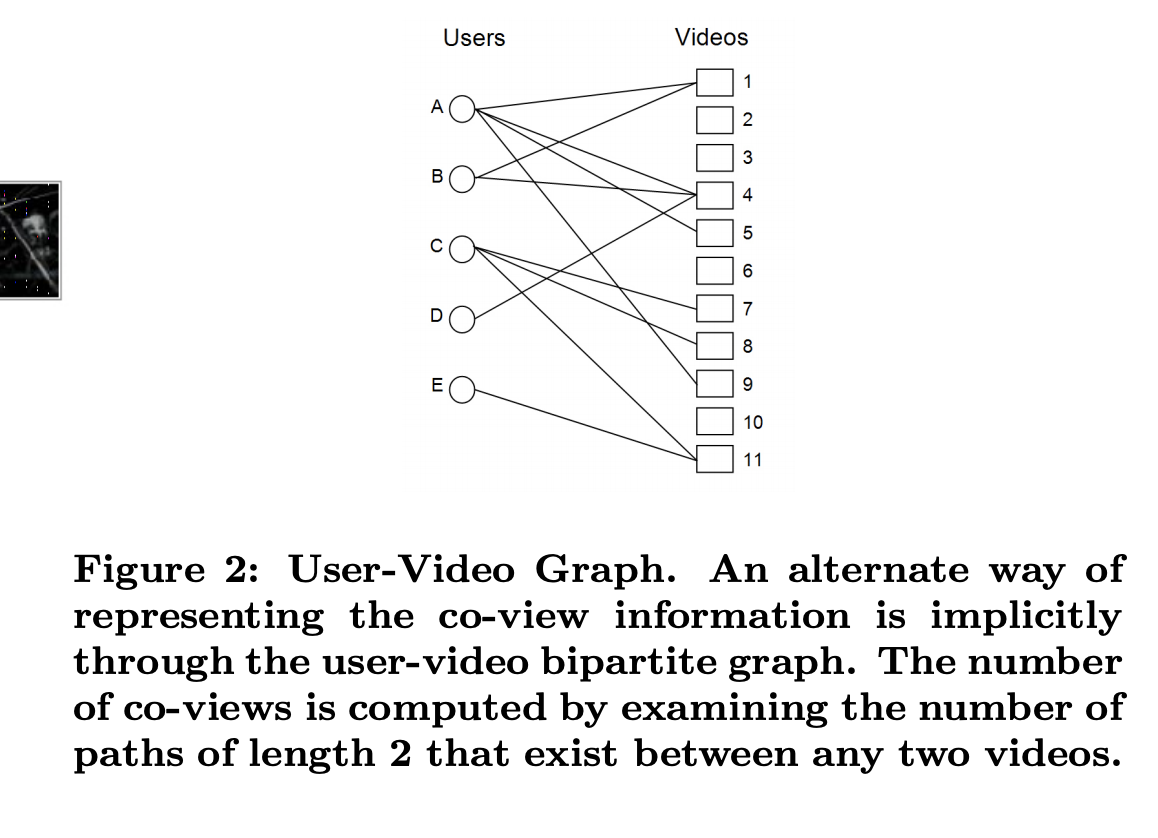 Users Videos
A
B
C
D
E
1
2
3
4
5
6
7
8
9
10
11
Figure 2: User-Video Graph. An alternate way of
representing the co-view information is implicitly
through the user-video bipartite graph. The number
of co-views is computed by examining the number of
paths of length 2 that exist between any two videos.